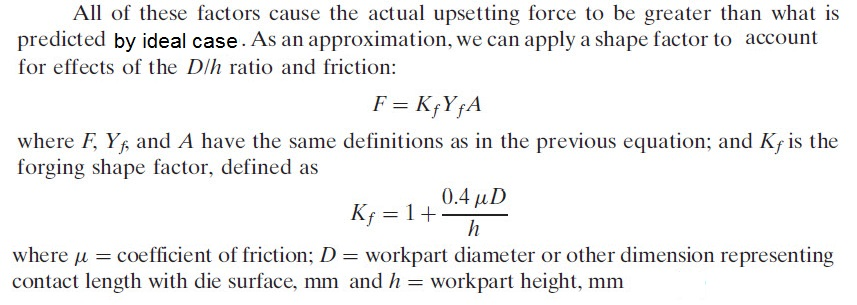 All of these factors cause the actual upsetting force to be greater than what is
predicted by ideal case. As an approximation, we can apply a shape factor to account
for effects of the D/h ratio and friction:
F = K_f Y_f A
where F, Y_f, and A have the same definitions as in the previous equation; and K_f is the
forging shape factor, defined as
K_f = 1 + 0.4 μD / h
where μ = coefficient of friction; D = workpart diameter or other dimension representing
contact length with die surface, mm and h = workpart height, mm